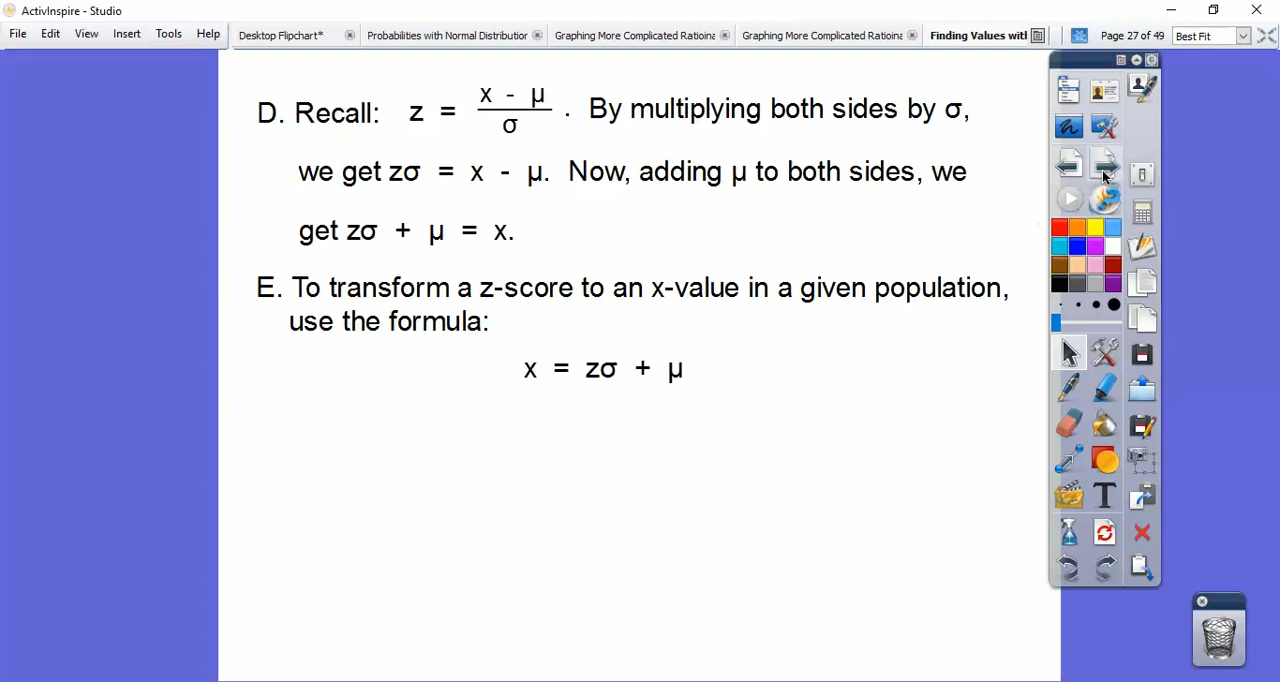 ActivInspire - Studio
File Edit View Insert Tools Help
Desktop Flipchart* Probabilities with Normal Distribution Graphing More Complicated Rationa Graphing More Complicated Rationa Finding Values witl Page 27 of 49 Best Fit
D. Recall: z = x - μ / σ . By multiplying both sides by σ,
we get zσ = x - μ. Now, adding μ to both sides, we
get zσ + μ = x.
E. To transform a z-score to an x-value in a given population,
use the formula:
x = zσ + μ
T